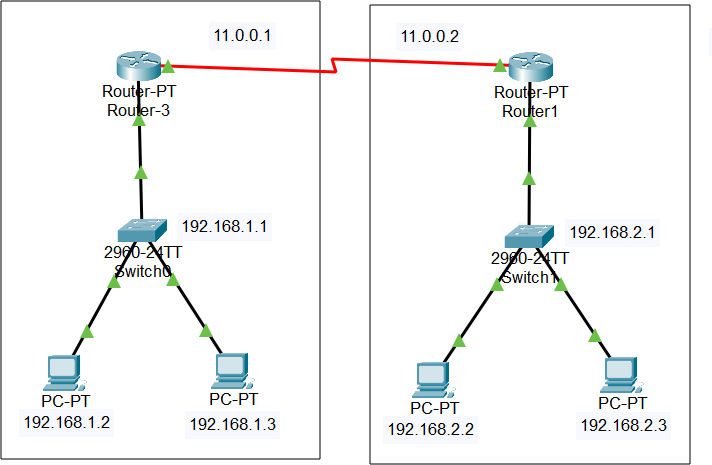 11.0.0.1
11.0.0.2
Router-PT
Router-3
Router-PT
Router1
192.168.1.1
192.168.2.1
2960-24TT
Switch0
2960-24TT
Switch1
PC-PT
192.168.1.2
PC-PT
192.168.1.3
PC-PT
192.168.2.2
PC-PT
192.168.2.3